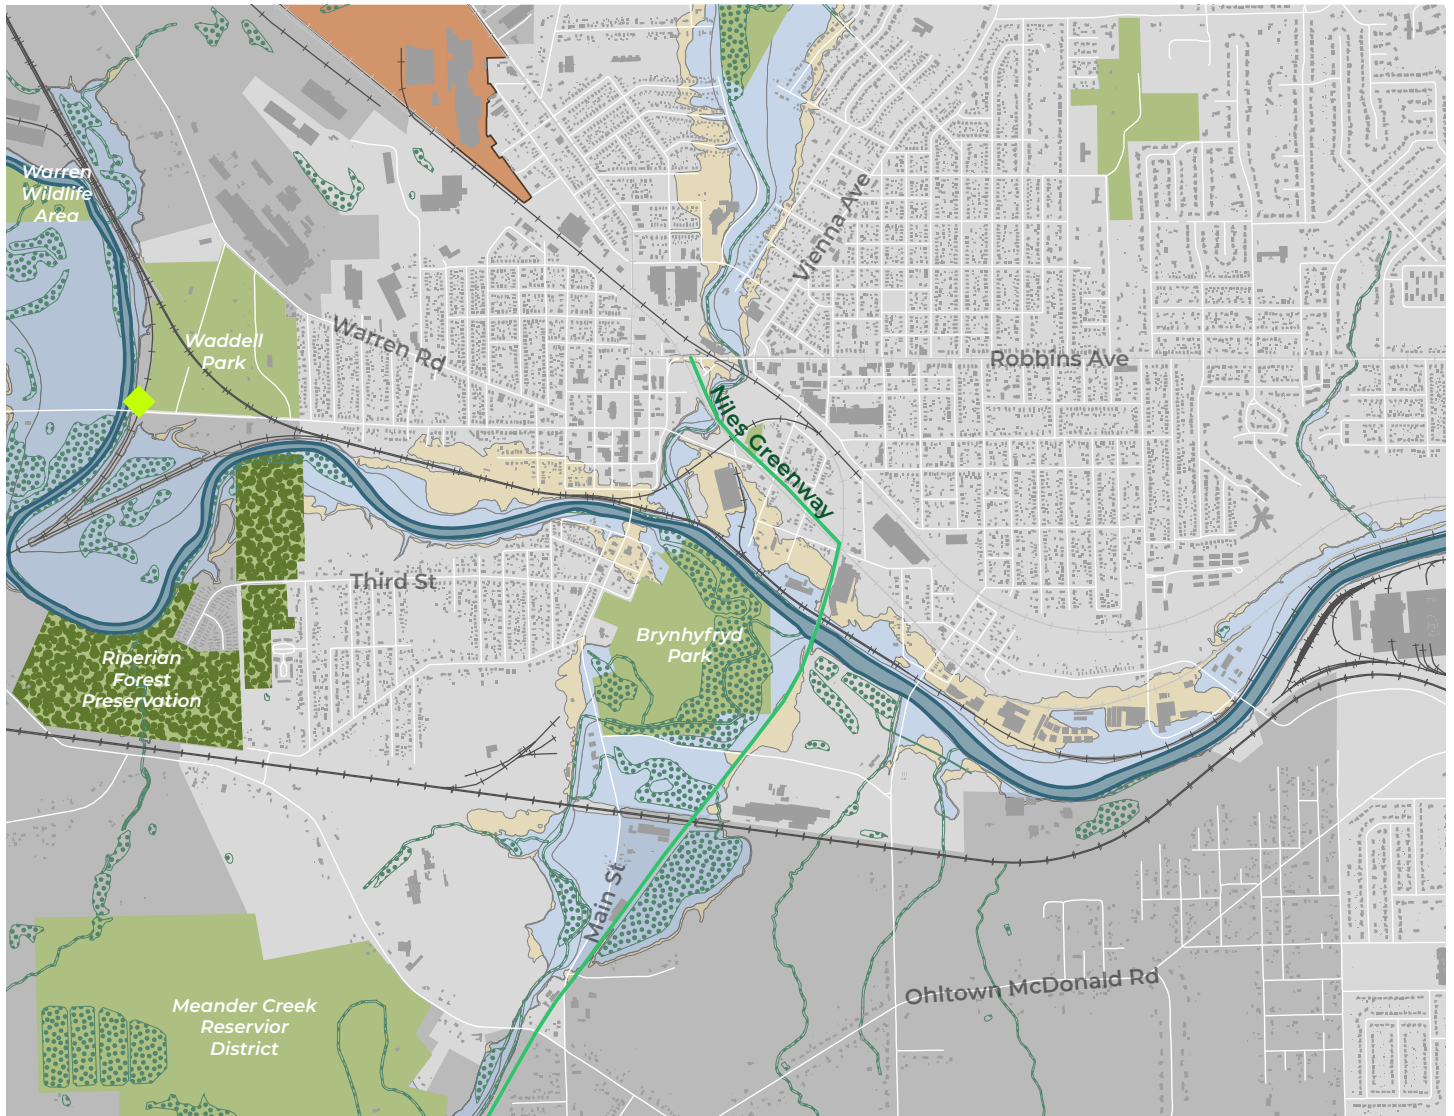 Warren
Wildlife
Area
Vienna Ave
Waddell
Park
Warren Rd
Robbins Ave
Niles Greenway
Third St
Brynhyfryd
Park
Riperian
Forest
Preservation
Main St
Ohltown McDonald Rd
Meander Creek
Reservior
District